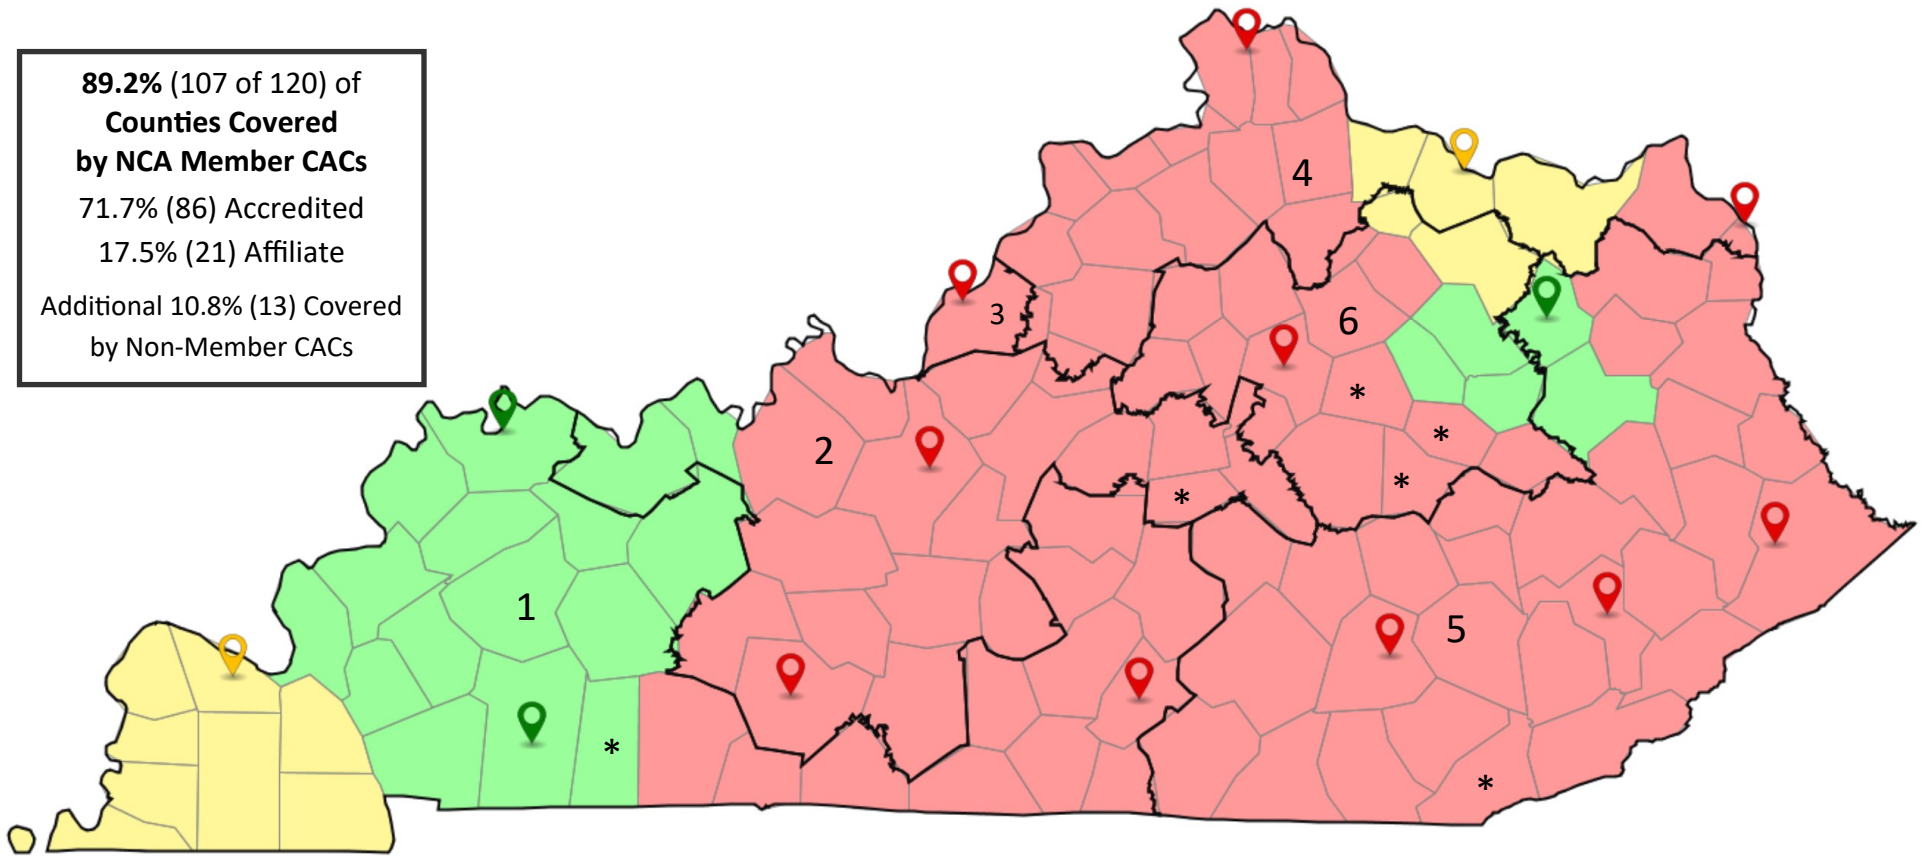 89.2% (107 of 120) of
Counties Covered
by NCA Member CACs
71.7% (86) Accredited
17.5% (21) Affiliate
Additional 10.8% (13) Covered
by Non-Member CACs
4
3
6
*
2
*
*
*
1
5
*
*